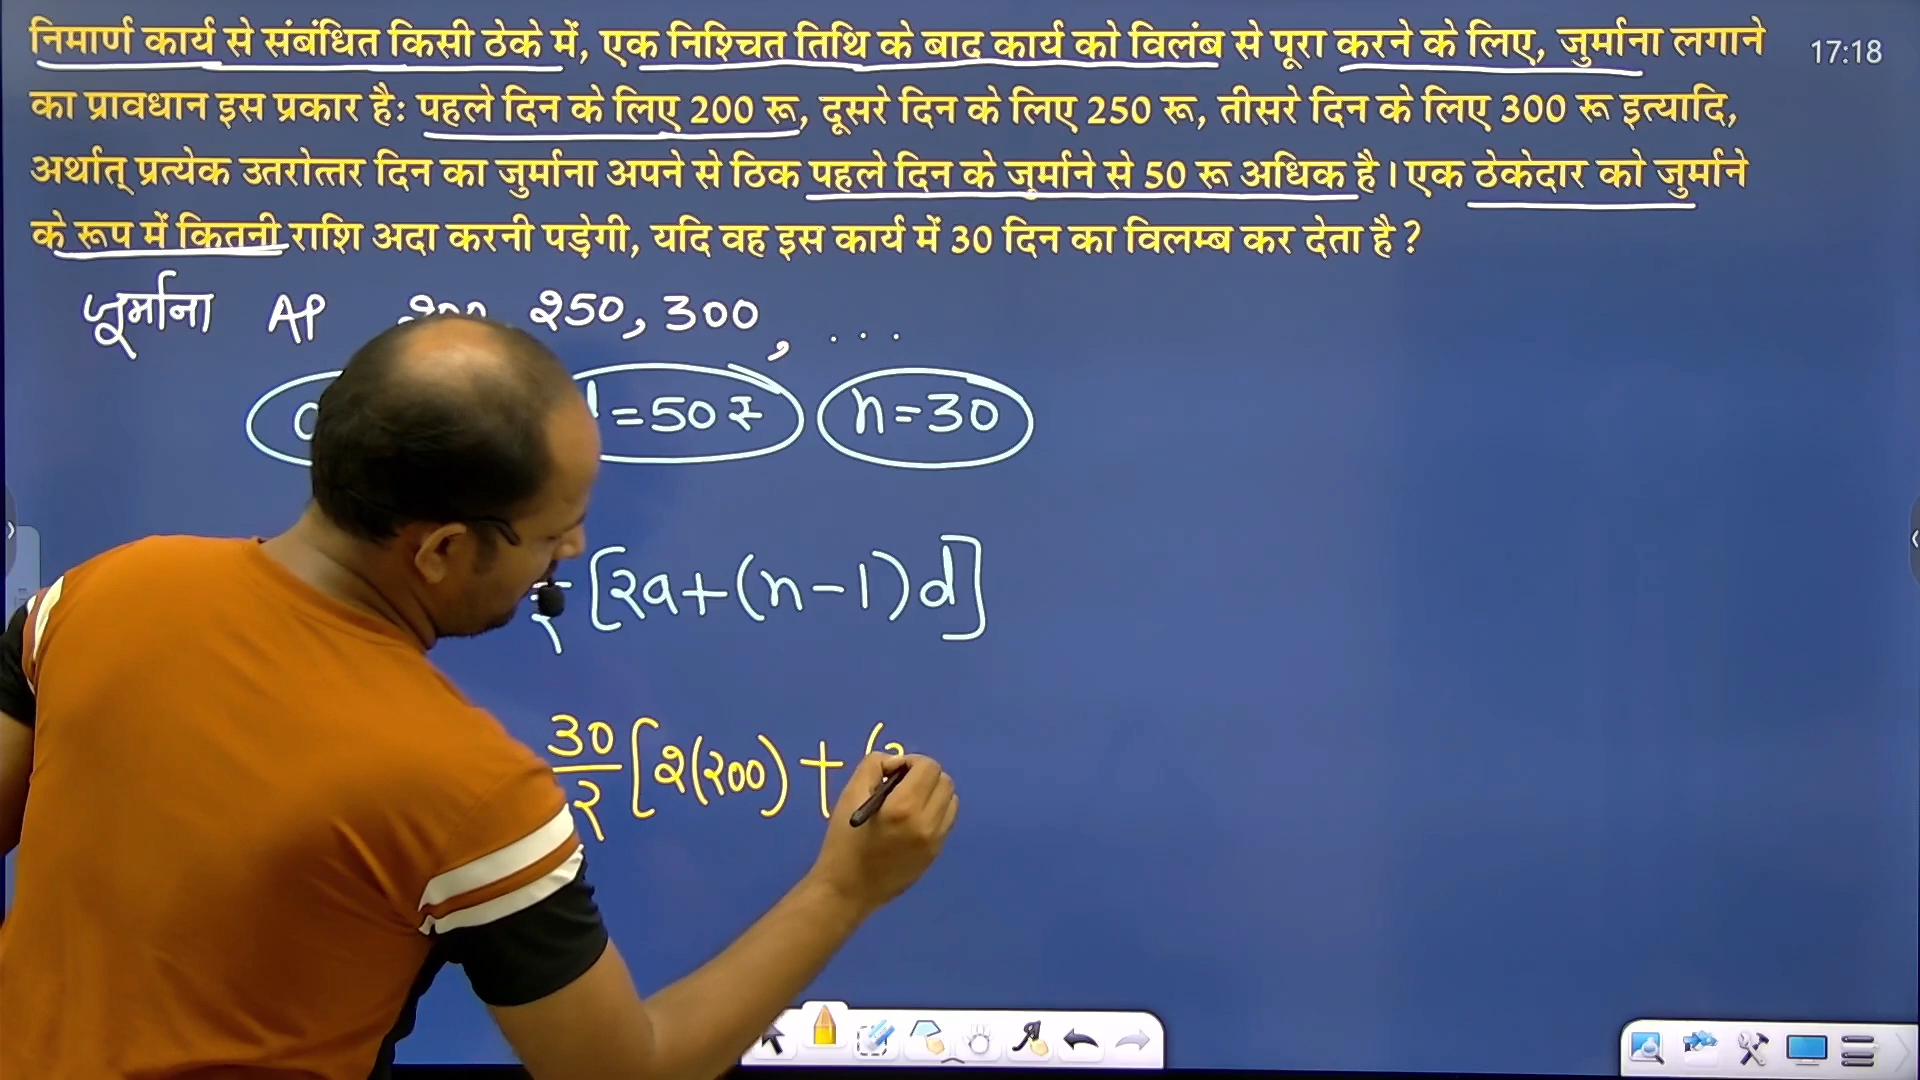 निमार्ण कार्य से संबंधित किसी ठेके में, एक निश्चित तिथि के बाद कार्य को विलंब से पूरा करने के लिए, जुर्माना लगाने
17:18
का प्रावधान इस प्रकार है: पहले दिन के लिए 200 रू, दूसरे दिन के लिए 250 रू, तीसरे दिन के लिए 300 रू इत्यादि,
अर्थात् प्रत्येक उतरोत्तर दिन का जुर्माना अपने से ठिक पहले दिन के जुर्माने से 50 रू अधिक है। एक ठेकेदार को जुर्माने
के रूप में कितनी राशि अदा करनी पड़ेगी, यदि वह इस कार्य में 30 दिन का विलम्ब कर देता है ?
जूर्माना AP 250, 300, ...
=50 रु n=30
[2a+(n-1)d]
30/2 [2(200) + (